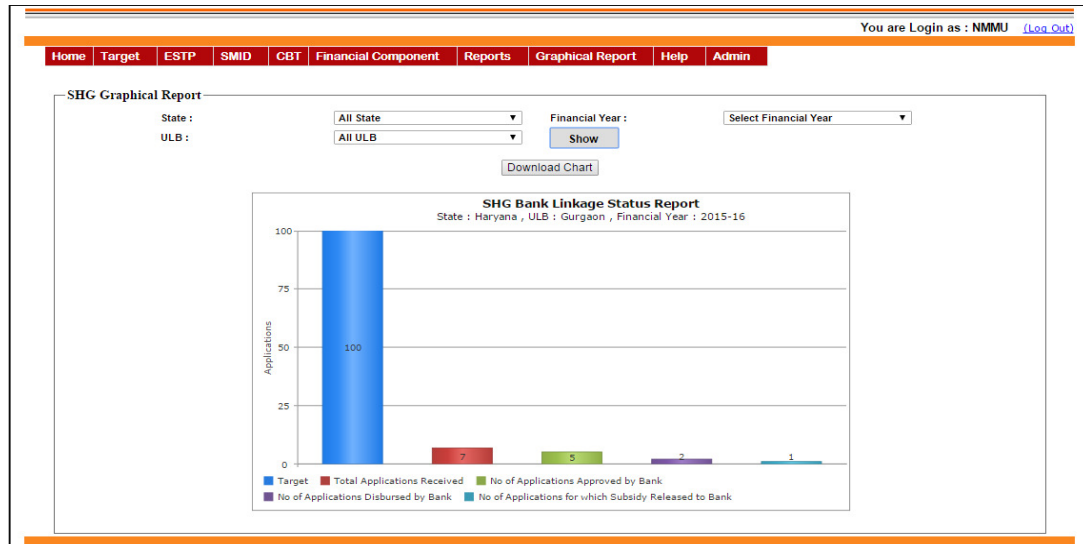 You are Login as : NMMU (Log Out)
Home Target ESTP SMID CBT Financial Component Reports Graphical Report Help Admin
SHG Graphical Report
State : All State Financial Year : Select Financial Year
ULB : All ULB Show
Download Chart
SHG Bank Linkage Status Report
State : Haryana , ULB : Gurgaon , Financial Year : 2015-16
100
75
50
25
0
Applications
100
7
5
2
1
Target Total Applications Received No of Applications Approved by Bank
No of Applications Disbursed by Bank No of Applications for which Subsidy Released to Bank